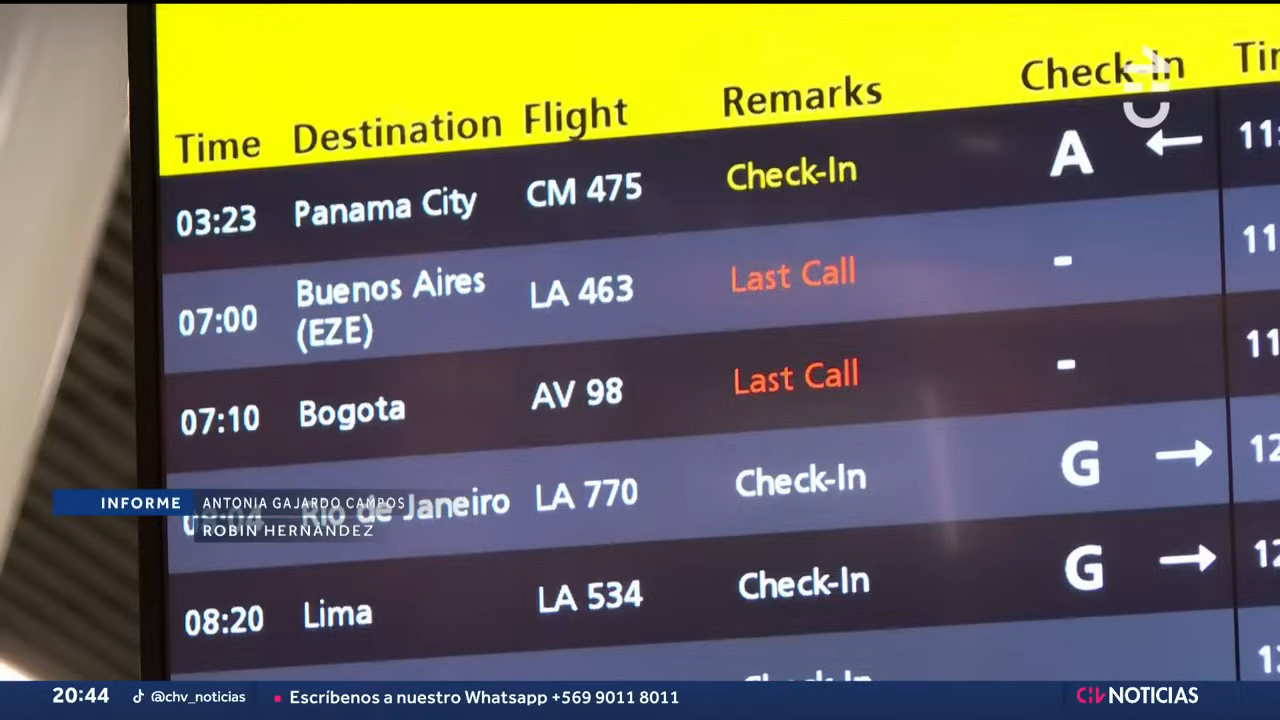 Time Destination Flight Remarks Check-In
03:23 Panama City CM 475 Check-In A ←
07:00 Buenos Aires (EZE) LA 463 Last Call -
07:10 Bogota AV 98 Last Call -
Rio de Janeiro LA 770 Check-In G →
08:20 Lima LA 534 Check-In G →
Check-In
INFORME ANTONIA GAJARDO CAMPOS
ROBIN HERNÁNDEZ
20:44 @chv_noticias Escríbenos a nuestro Whatsapp +569 9011 8011 CHV NOTICIAS